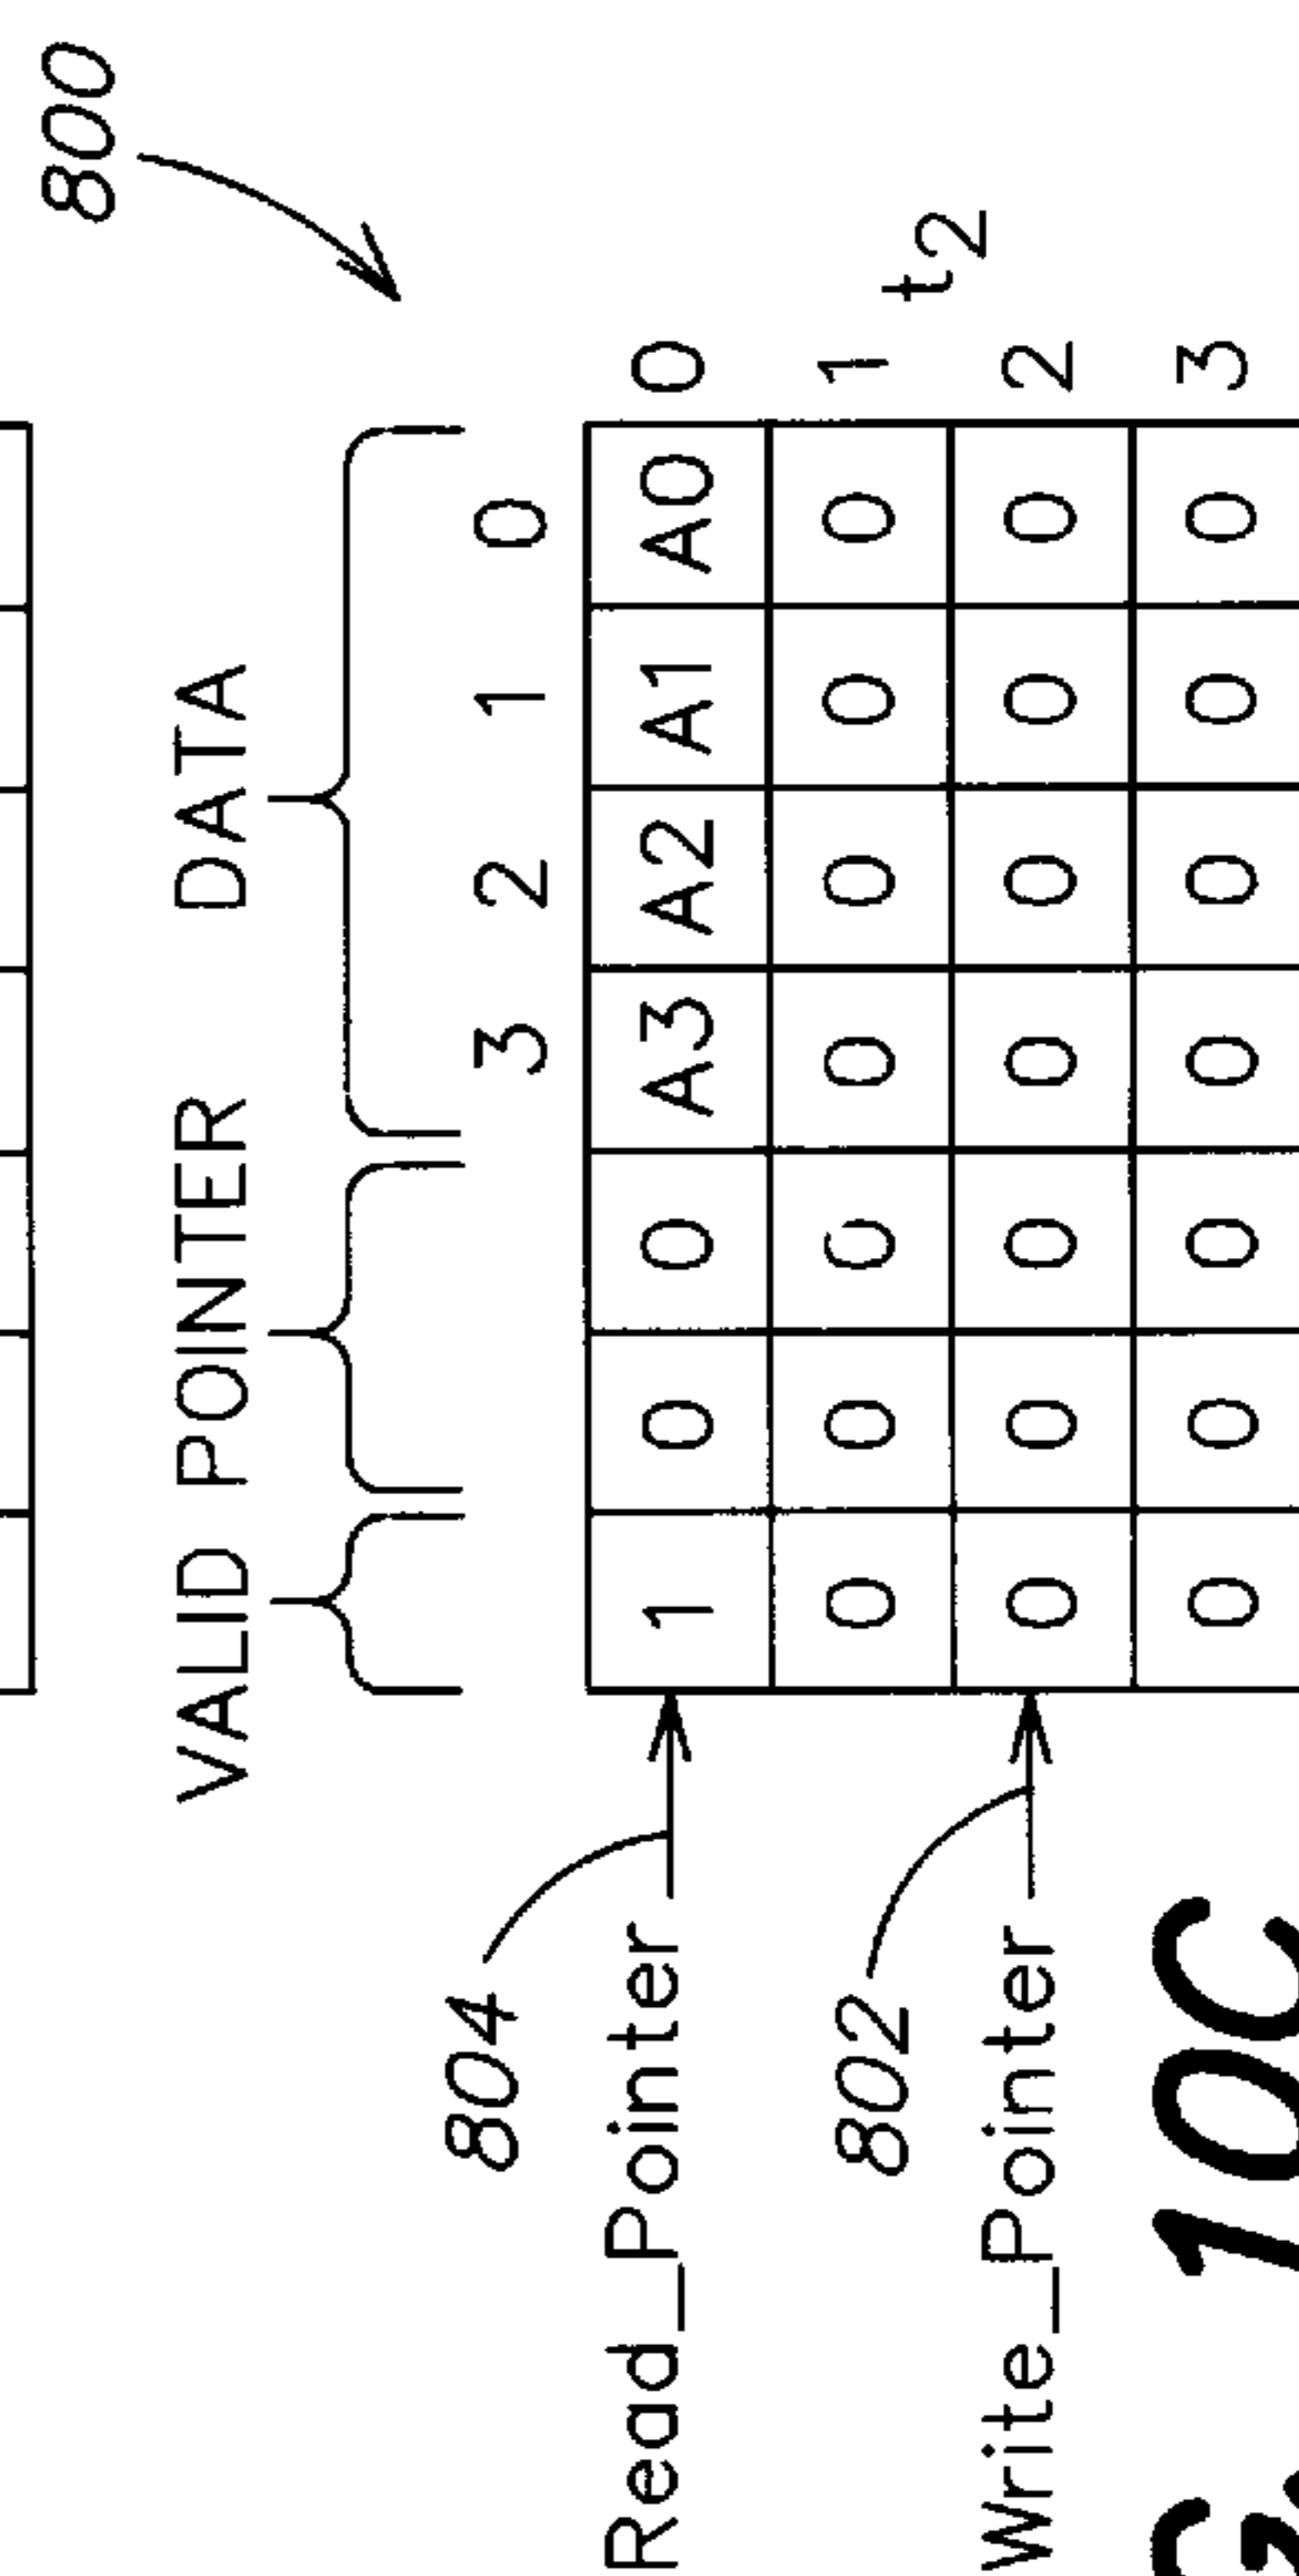 800
VALID POINTER DATA
3 2 1 0
804
Read_Pointer 1 0 0 A3 A2 A1 A0 0
0 0 0 0 0 0 0 1
t2
802
Write_Pointer 0 0 0 0 0 0 0 2
0 0 0 0 0 0 0 3
10C